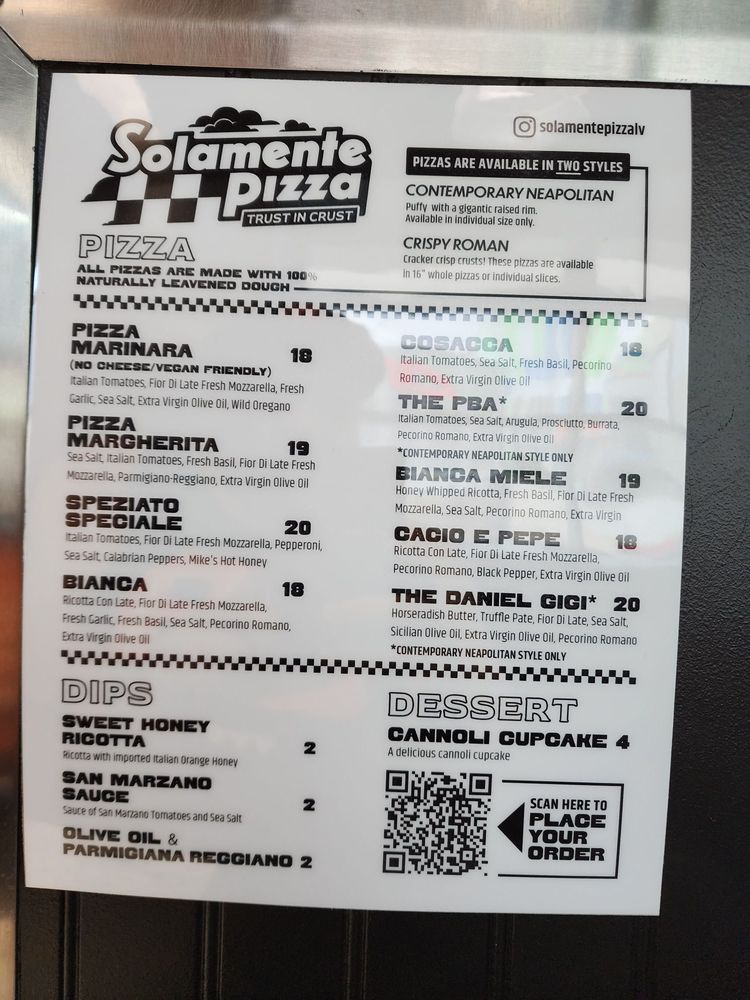 Solamente
Pizza
TRUST IN CRUST
solamentepizzalv
PIZZAS ARE AVAILABLE IN TWO STYLES
CONTEMPORARY NEAPOLITAN
Puffy with a gigantic raised rim.
Available in individual size only.
CRISPY ROMAN
Cracker crisp crusts! These pizzas are available
in 16" whole pizzas or individual slices.
PIZZA
ALL PIZZAS ARE MADE WITH 100%
NATURALLY LEAVENED DOUGH
PIZZA
MARINARA 18
(NO CHEESE/VEGAN FRIENDLY)
Italian Tomatoes, Fior Di Late Fresh Mozzarella, Fresh
Garlic, Sea Salt, Extra Virgin Olive Oil, Wild Oregano
PIZZA
MARGHERITA 19
Sea Salt, Italian Tomatoes, Fresh Basil, Fior Di Late Fresh
Mozzarella, Parmigiano-Reggiano, Extra Virgin Olive Oil
SPEZIATO
SPECIALE 20
Italian Tomatoes, Fior Di Late Fresh Mozzarella, Pepperoni,
Sea Salt, Calabrian Peppers, Mike's Hot Honey
BIANCA 18
Ricotta Con Late, Fior Di Late Fresh Mozzarella,
Fresh Garlic, Fresh Basil, Sea Salt, Pecorino Romano,
Extra Virgin Olive Oil
COSACCA 18
Italian Tomatoes, Sea Salt, Fresh Basil, Pecorino
Romano, Extra Virgin Olive Oil
THE PBA* 20
Italian Tomatoes, Sea Salt, Arugula, Prosciutto, Burrata,
Pecorino Romano, Extra Virgin Olive Oil
*CONTEMPORARY NEAPOLITAN STYLE ONLY
BIANCA MIELE 19
Honey Whipped Ricotta, Fresh Basil, Fior Di Late Fresh
Mozzarella, Sea Salt, Pecorino Romano, Extra Virgin
CACIO E PEPE 18
Ricotta Con Late, Fior Di Late Fresh Mozzarella,
Pecorino Romano, Black Pepper, Extra Virgin Olive Oil
THE DANIEL GIGI* 20
Horseradish Butter, Truffle Pate, Fior Di Late, Sea Salt,
Sicilian Olive Oil, Extra Virgin Olive Oil, Pecorino Romano
*CONTEMPORARY NEAPOLITAN STYLE ONLY
DIPS
SWEET HONEY
RICOTTA 2
Ricotta with imported Italian Orange Honey
SAN MARZANO
SAUCE 2
Sauce of San Marzano Tomatoes and Sea Salt
OLIVE OIL &
PARMIGIANA REGGIANO 2
DESSERT
CANNOLI CUPCAKE 4
A delicious cannoli cupcake
SCAN HERE TO
PLACE
YOUR
ORDER